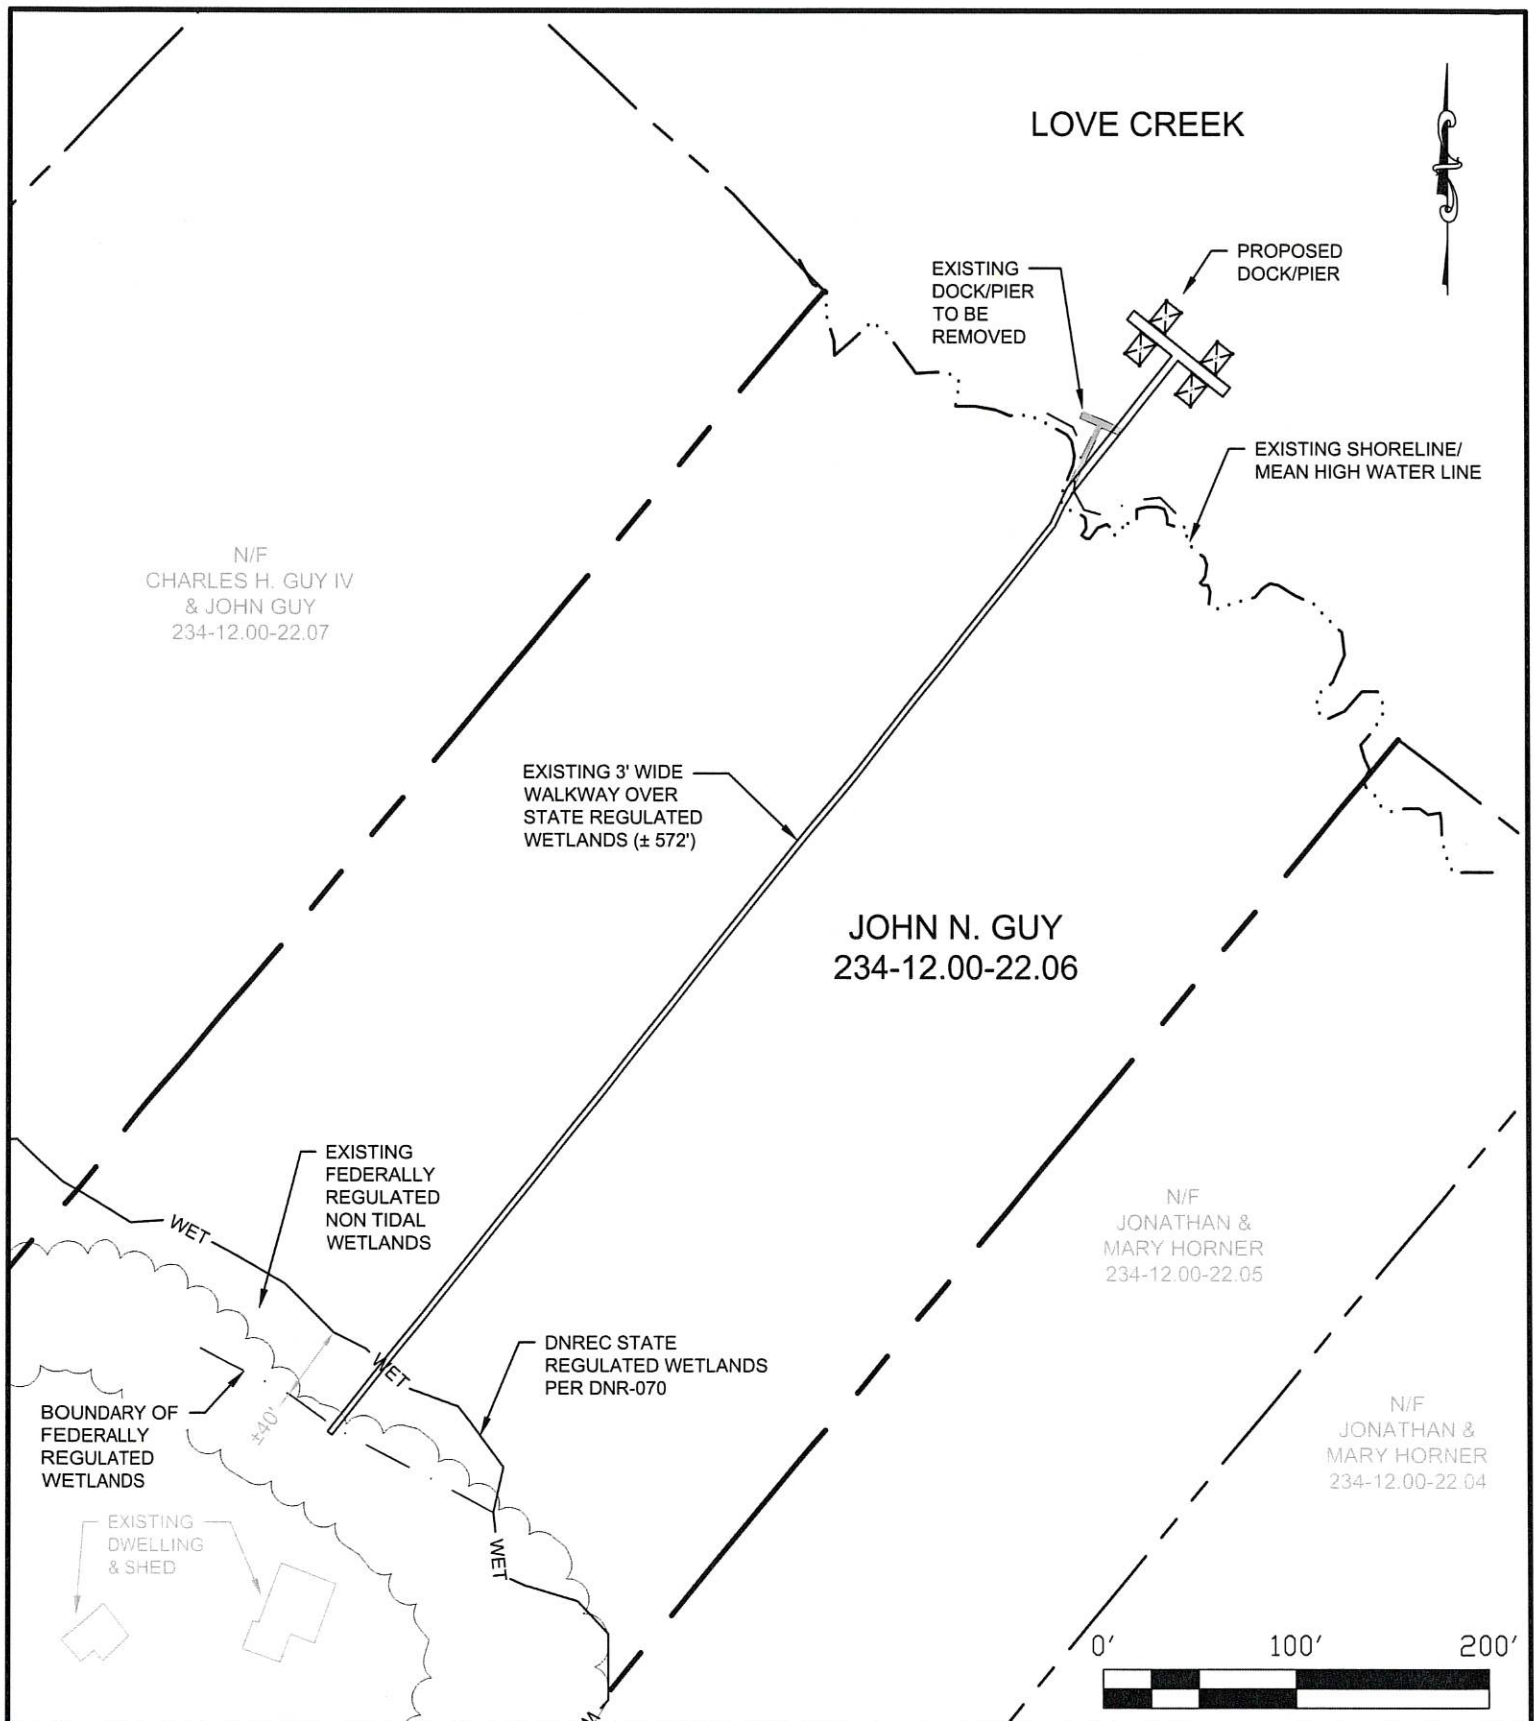 LOVE CREEK
PROPOSED
DOCK/PIER
EXISTING
DOCK/PIER
TO BE
REMOVED
EXISTING SHORELINE/
MEAN HIGH WATER LINE
N/F
CHARLES H. GUY IV
& JOHN GUY
234-12.00-22.07
EXISTING 3' WIDE
WALKWAY OVER
STATE REGULATED
WETLANDS (± 572')
JOHN N. GUY
234-12.00-22.06
EXISTING
FEDERALLY
REGULATED
NON TIDAL
WETLANDS
WET
N/F
JONATHAN &
MARY HORNER
234-12.00-22.05
DNREC STATE
REGULATED WETLANDS
PER DNR-070
WET
±40'
BOUNDARY OF
FEDERALLY
REGULATED
WETLANDS
N/F
JONATHAN &
MARY HORNER
234-12.00-22.04
EXISTING
DWELLING
& SHED
WET
0' 100' 200'